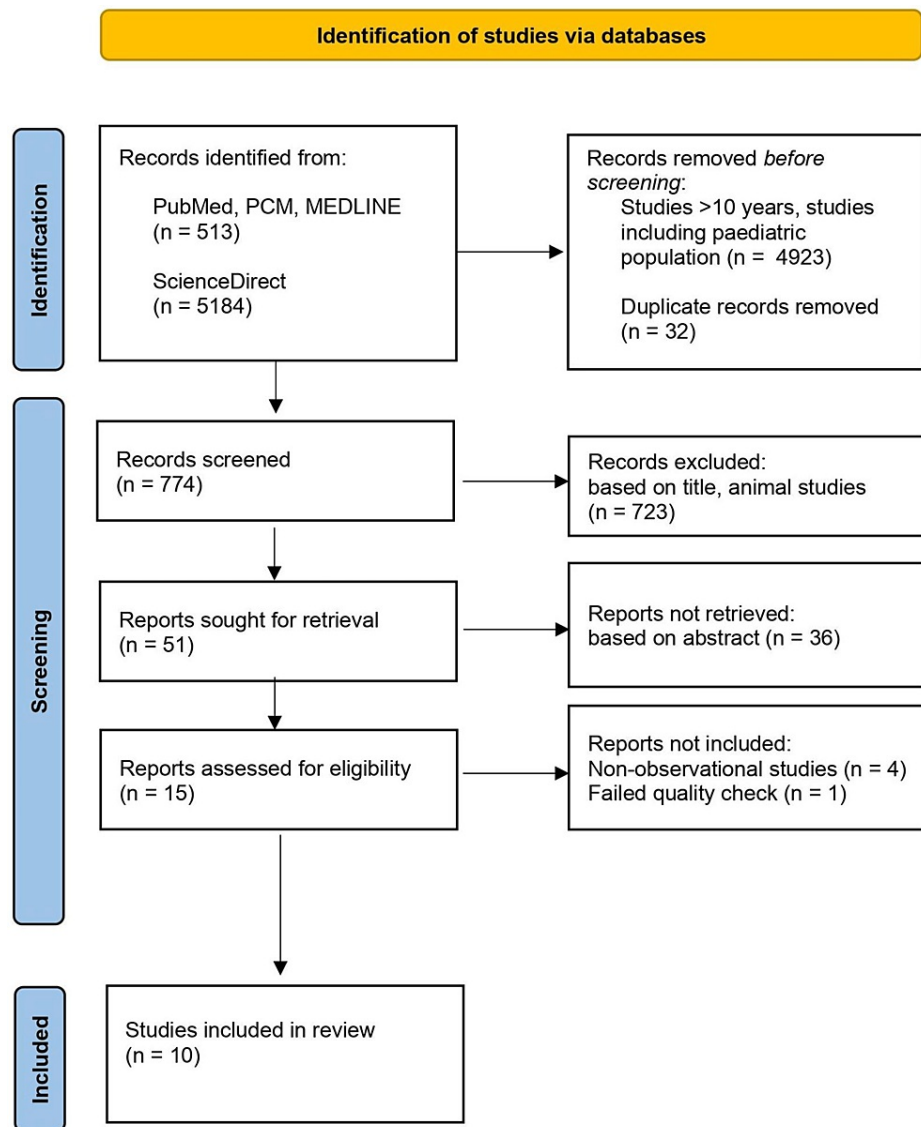 Identification of studies via databases
Identification
Records identified from:
PubMed, PCM, MEDLINE
(n = 513)
ScienceDirect
(n = 5184)
Records removed before
screening:
Studies >10 years, studies
including paediatric
population (n = 4923)
Duplicate records removed
(n = 32)
Screening
Records screened
(n = 774)
Records excluded:
based on title, animal studies
(n = 723)
Reports sought for retrieval
(n = 51)
Reports not retrieved:
based on abstract (n = 36)
Reports assessed for eligibility
(n = 15)
Reports not included:
Non-observational studies (n = 4)
Failed quality check (n = 1)
Included
Studies included in review
(n = 10)